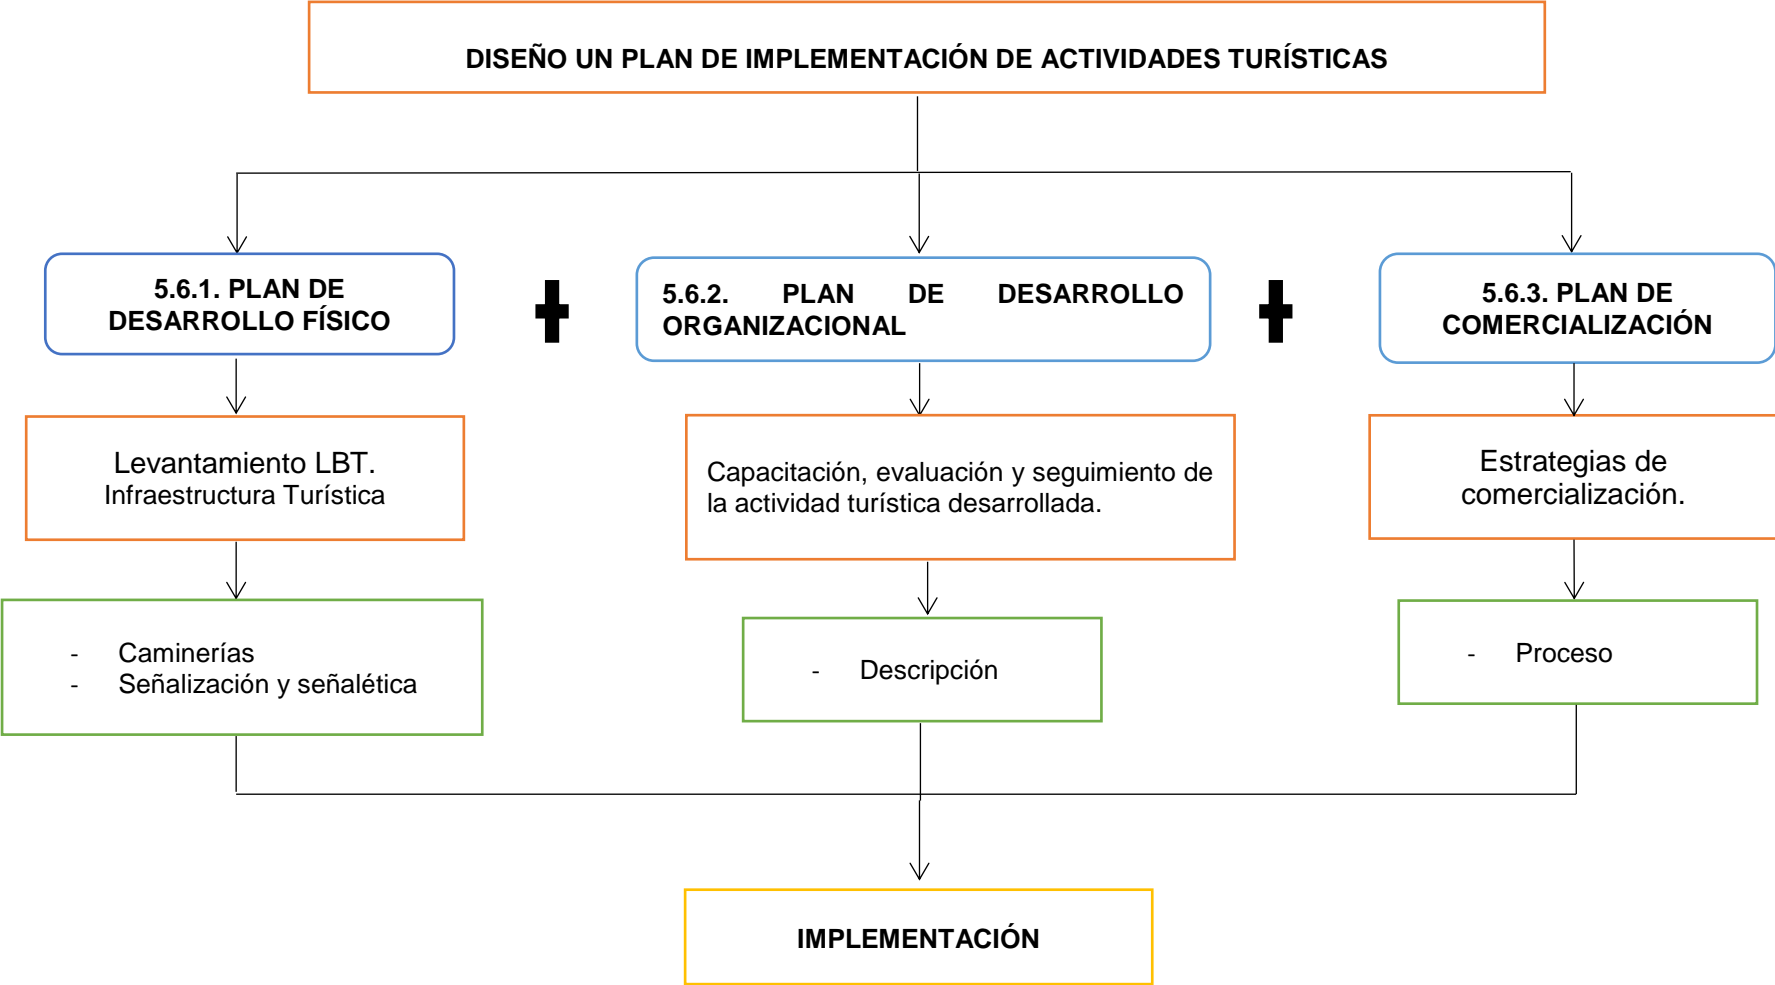 DISEÑO UN PLAN DE IMPLEMENTACIÓN DE ACTIVIDADES TURÍSTICAS
5.6.1. PLAN DE
DESARROLLO FÍSICO
5.6.2. PLAN DE DESARROLLO
ORGANIZACIONAL
5.6.3. PLAN DE
COMERCIALIZACIÓN
Levantamiento LBT.
Infraestructura Turística
Capacitación, evaluación y seguimiento de
la actividad turística desarrollada.
Estrategias de
comercialización.
- Caminerías
- Señalización y señalética
- Descripción
- Proceso
IMPLEMENTACIÓN